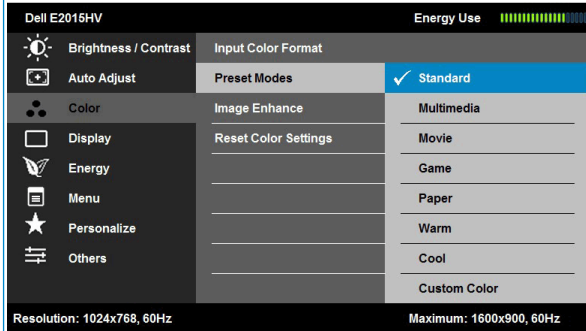 Dell E2015HV Energy Use
Brightness / Contrast Input Color Format
Auto Adjust Preset Modes Standard
Color Image Enhance Multimedia
Display Reset Color Settings Movie
Energy Game
Menu Paper
Personalize Warm
Others Cool
Custom Color
Resolution: 1024x768, 60Hz Maximum: 1600x900, 60Hz